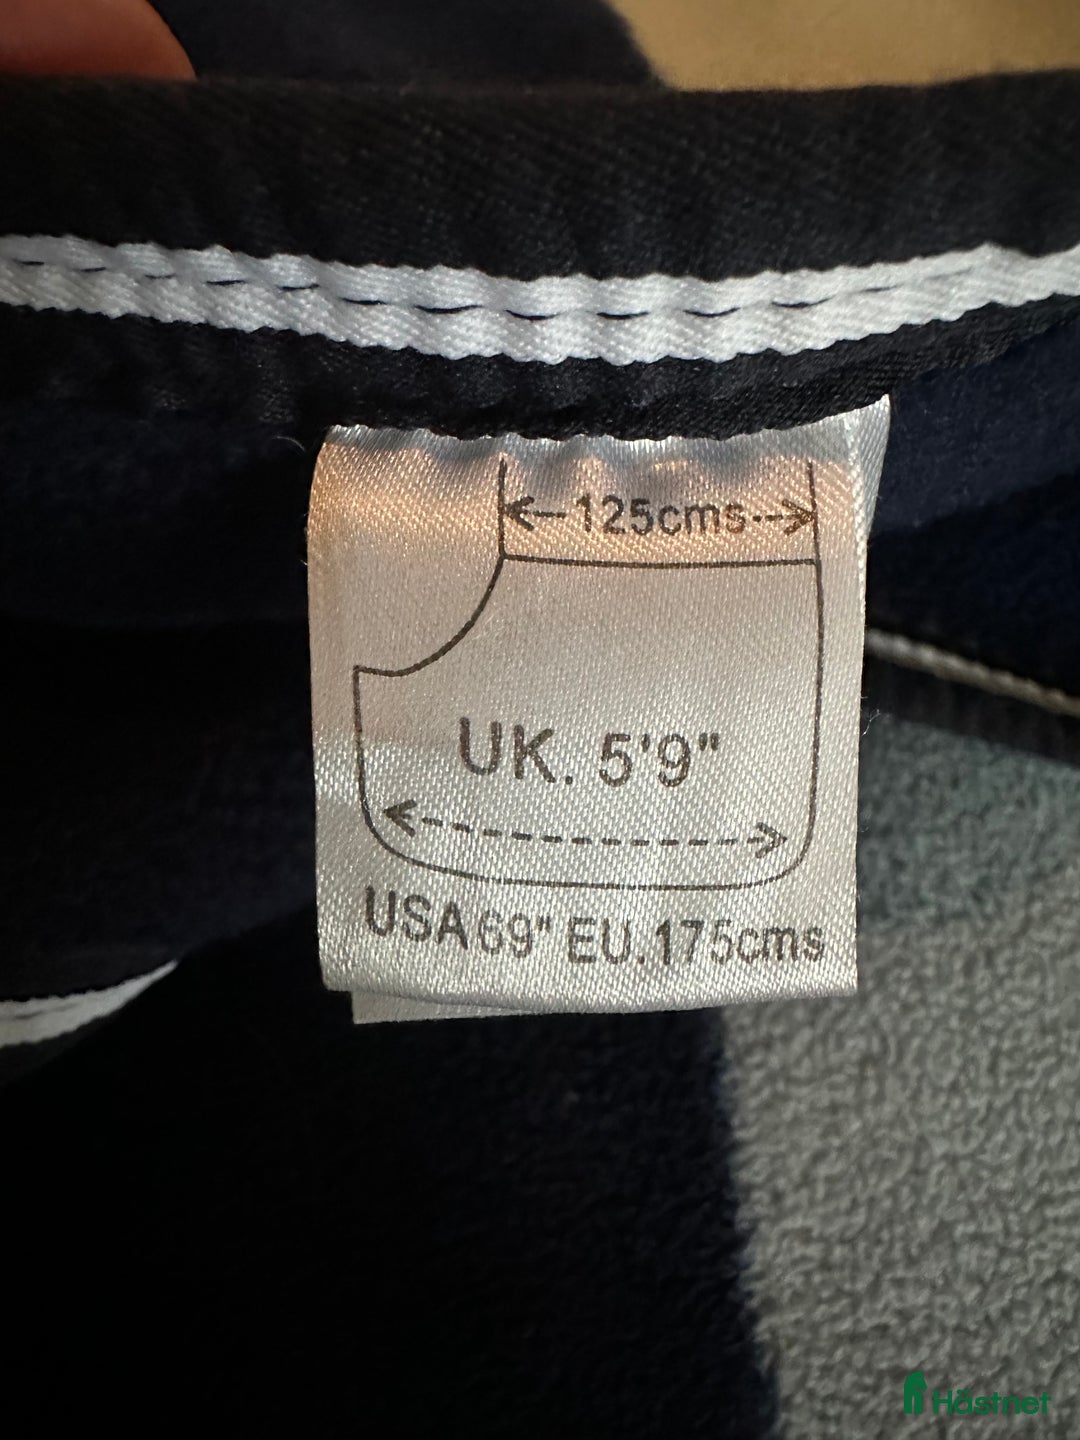 125cms
UK. 5'9"
USA 69" EU. 175cms
Hästnet